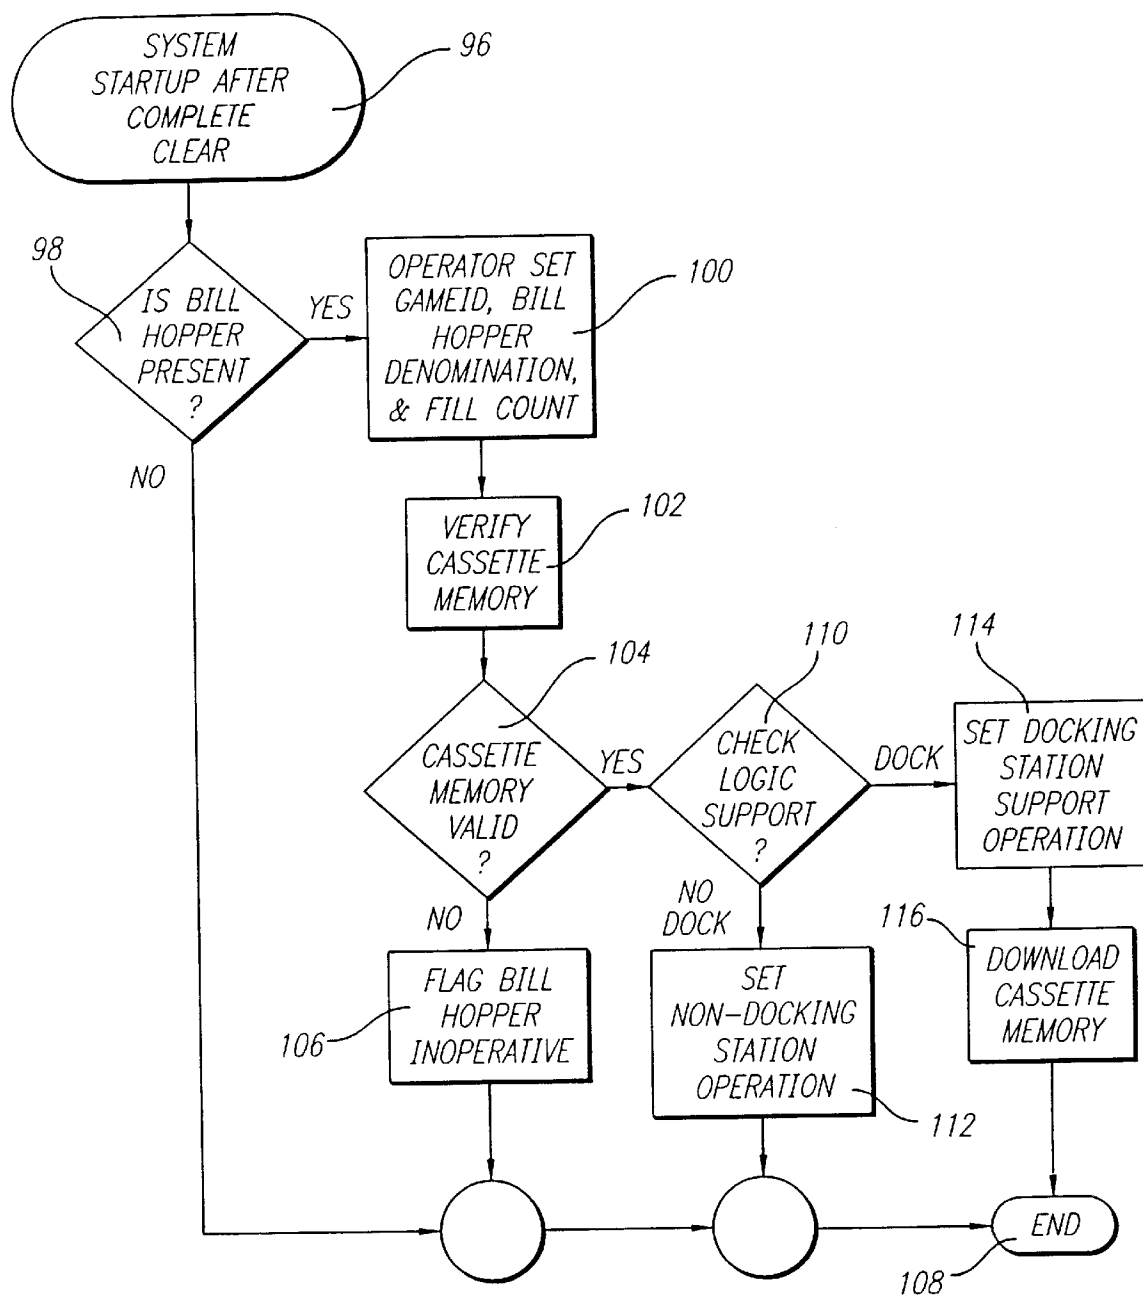 SYSTEM
STARTUP AFTER
COMPLETE
CLEAR
96
98
IS BILL
HOPPER
PRESENT
?
YES
NO
OPERATOR SET
GAMEID, BILL
HOPPER
DENOMINATION,
& FILL COUNT
100
VERIFY
CASSETTE
MEMORY
102
104
CASSETTE
MEMORY
VALID
?
YES
NO
110
CHECK
LOGIC
SUPPORT
?
DOCK
NO
DOCK
114
SET DOCKING
STATION
SUPPORT
OPERATION
FLAG BILL
HOPPER
INOPERATIVE
106
SET
NON-DOCKING
STATION
OPERATION
112
116
DOWNLOAD
CASSETTE
MEMORY
END
108